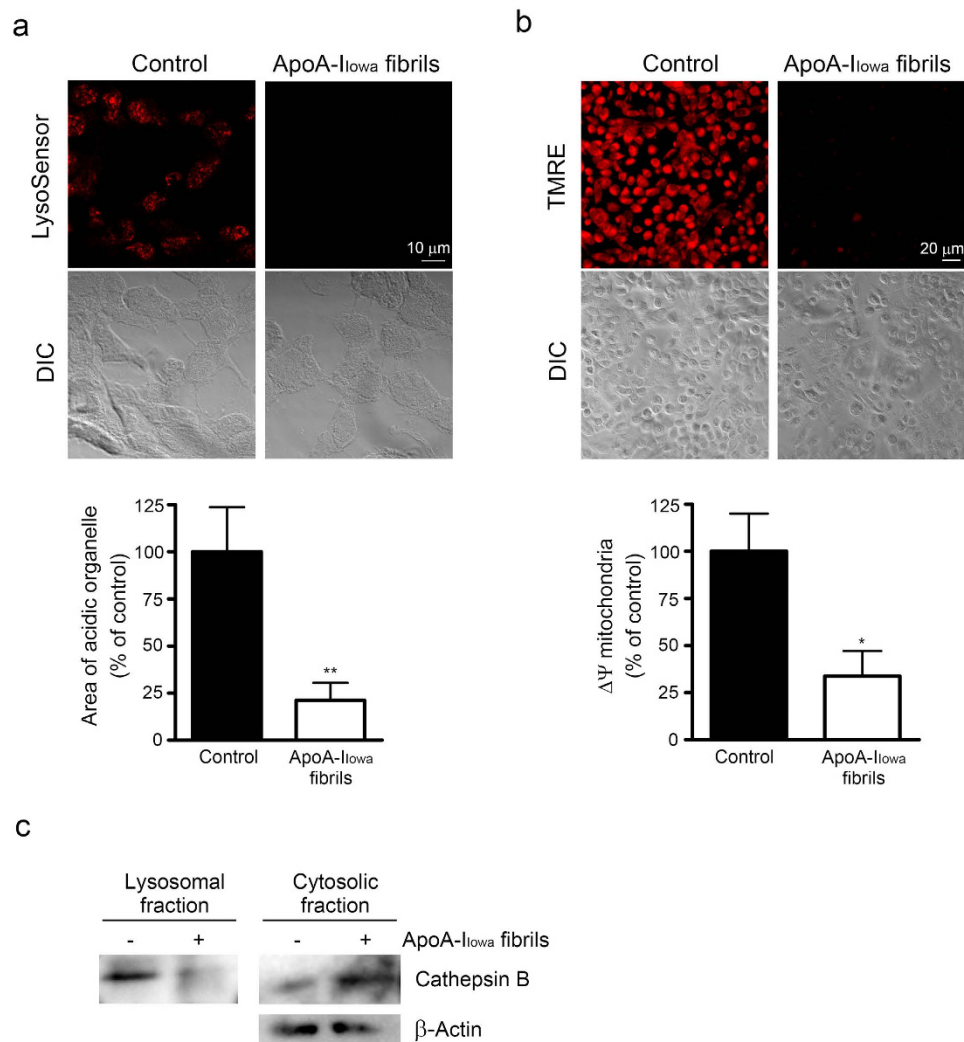 a
Control
ApoA-IIowa fibrils
LysoSensor
10 μm
DIC
Area of acidic organelle
(% of control)
125
100
75
50
25
0
**
Control
ApoA-IIowa
fibrils
b
Control
ApoA-IIowa fibrils
TMRE
20 μm
DIC
ΔΨ mitochondria
(% of control)
125
100
75
50
25
0
*
Control
ApoA-IIowa
fibrils
c
Lysosomal
fraction
Cytosolic
fraction
- + - + ApoA-IIowa fibrils
Cathepsin B
β-Actin